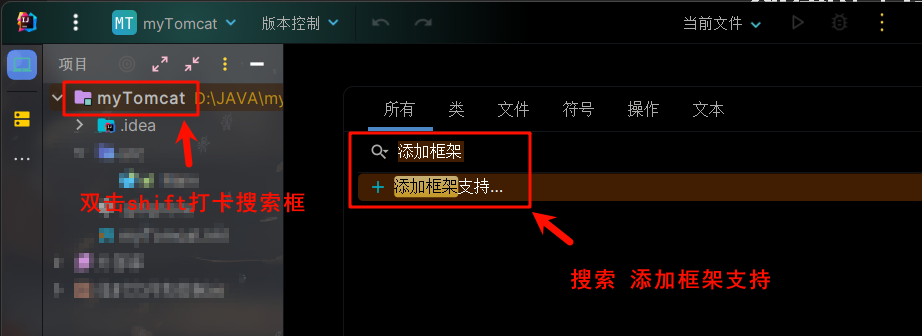 MT myTomcat 版本控制 当前文件
项目
myTomcat D:\JAVA\my
.idea
所有 类 文件 符号 操作 文本
添加框架
添加框架支持...
双击shift打卡搜索框
搜索 添加框架支持